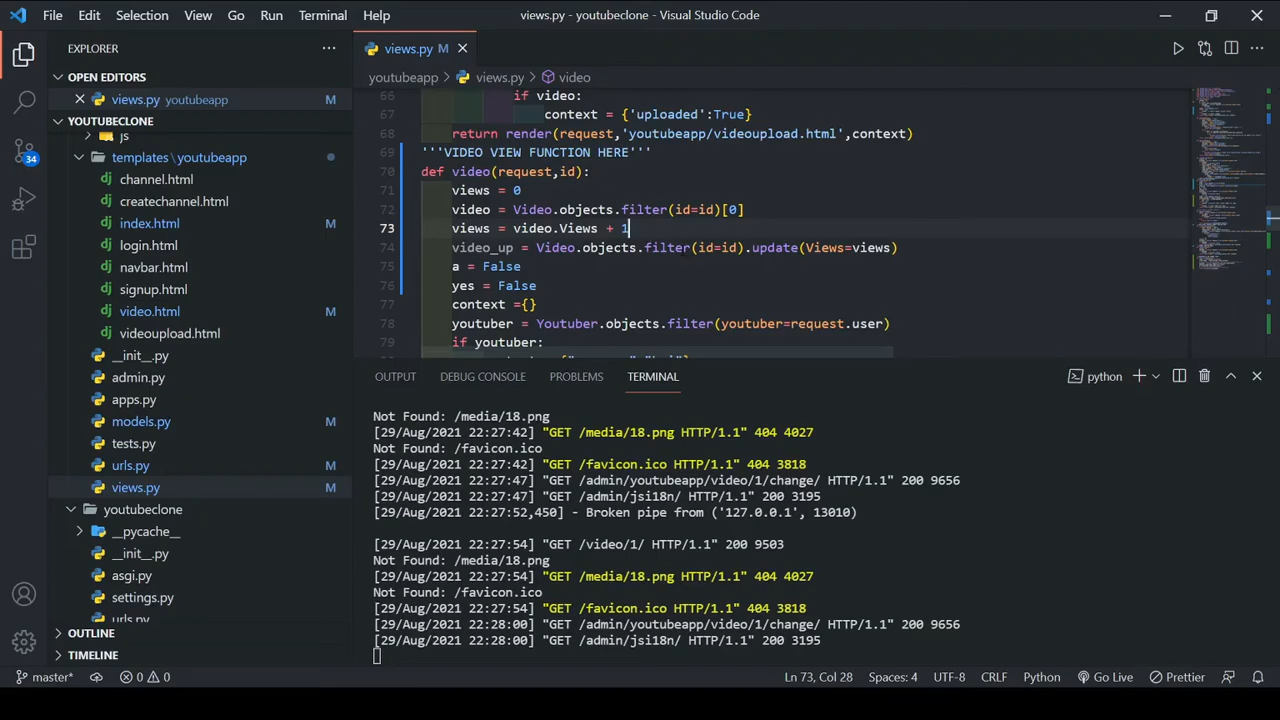 File Edit Selection View Go Run Terminal Help
views.py - youtubeclone - Visual Studio Code
EXPLORER
OPEN EDITORS
views.py youtubeapp M
YOUTUBECLONE
js
templates \ youtubeapp
channel.html
createchannel.html
index.html M
login.html
navbar.html
signup.html
video.html M
videoupload.html
__init__.py
admin.py
apps.py
models.py M
tests.py
urls.py M
views.py M
youtubeclone
__pycache__
__init__.py
asgi.py
settings.py
urls.py
OUTLINE
TIMELINE
34
views.py M
youtubeapp > views.py > video
66 if video:
67 context = {'uploaded':True}
68 return render(request,'youtubeapp/videoupload.html',context)
69 '''VIDEO VIEW FUNCTION HERE'''
70 def video(request,id):
71 views = 0
72 video = Video.objects.filter(id=id)[0]
73 views = video.Views + 1
74 video_up = Video.objects.filter(id=id).update(Views=views)
75 a = False
76 yes = False
77 context ={}
78 youtuber = Youtuber.objects.filter(youtuber=request.user)
79 if youtuber:
OUTPUT DEBUG CONSOLE PROBLEMS TERMINAL
python
Not Found: /media/18.png
[29/Aug/2021 22:27:42] "GET /media/18.png HTTP/1.1" 404 4027
Not Found: /favicon.ico
[29/Aug/2021 22:27:42] "GET /favicon.ico HTTP/1.1" 404 3818
[29/Aug/2021 22:27:47] "GET /admin/youtubeapp/video/1/change/ HTTP/1.1" 200 9656
[29/Aug/2021 22:27:47] "GET /admin/jsi18n/ HTTP/1.1" 200 3195
[29/Aug/2021 22:27:52,450] - Broken pipe from ('127.0.0.1', 13010)
[29/Aug/2021 22:27:54] "GET /video/1/ HTTP/1.1" 200 9503
Not Found: /media/18.png
[29/Aug/2021 22:27:54] "GET /media/18.png HTTP/1.1" 404 4027
Not Found: /favicon.ico
[29/Aug/2021 22:27:54] "GET /favicon.ico HTTP/1.1" 404 3818
[29/Aug/2021 22:28:00] "GET /admin/youtubeapp/video/1/change/ HTTP/1.1" 200 9656
[29/Aug/2021 22:28:00] "GET /admin/jsi18n/ HTTP/1.1" 200 3195
master* 0 0
Ln 73, Col 28 Spaces: 4 UTF-8 CRLF Python Go Live Prettier